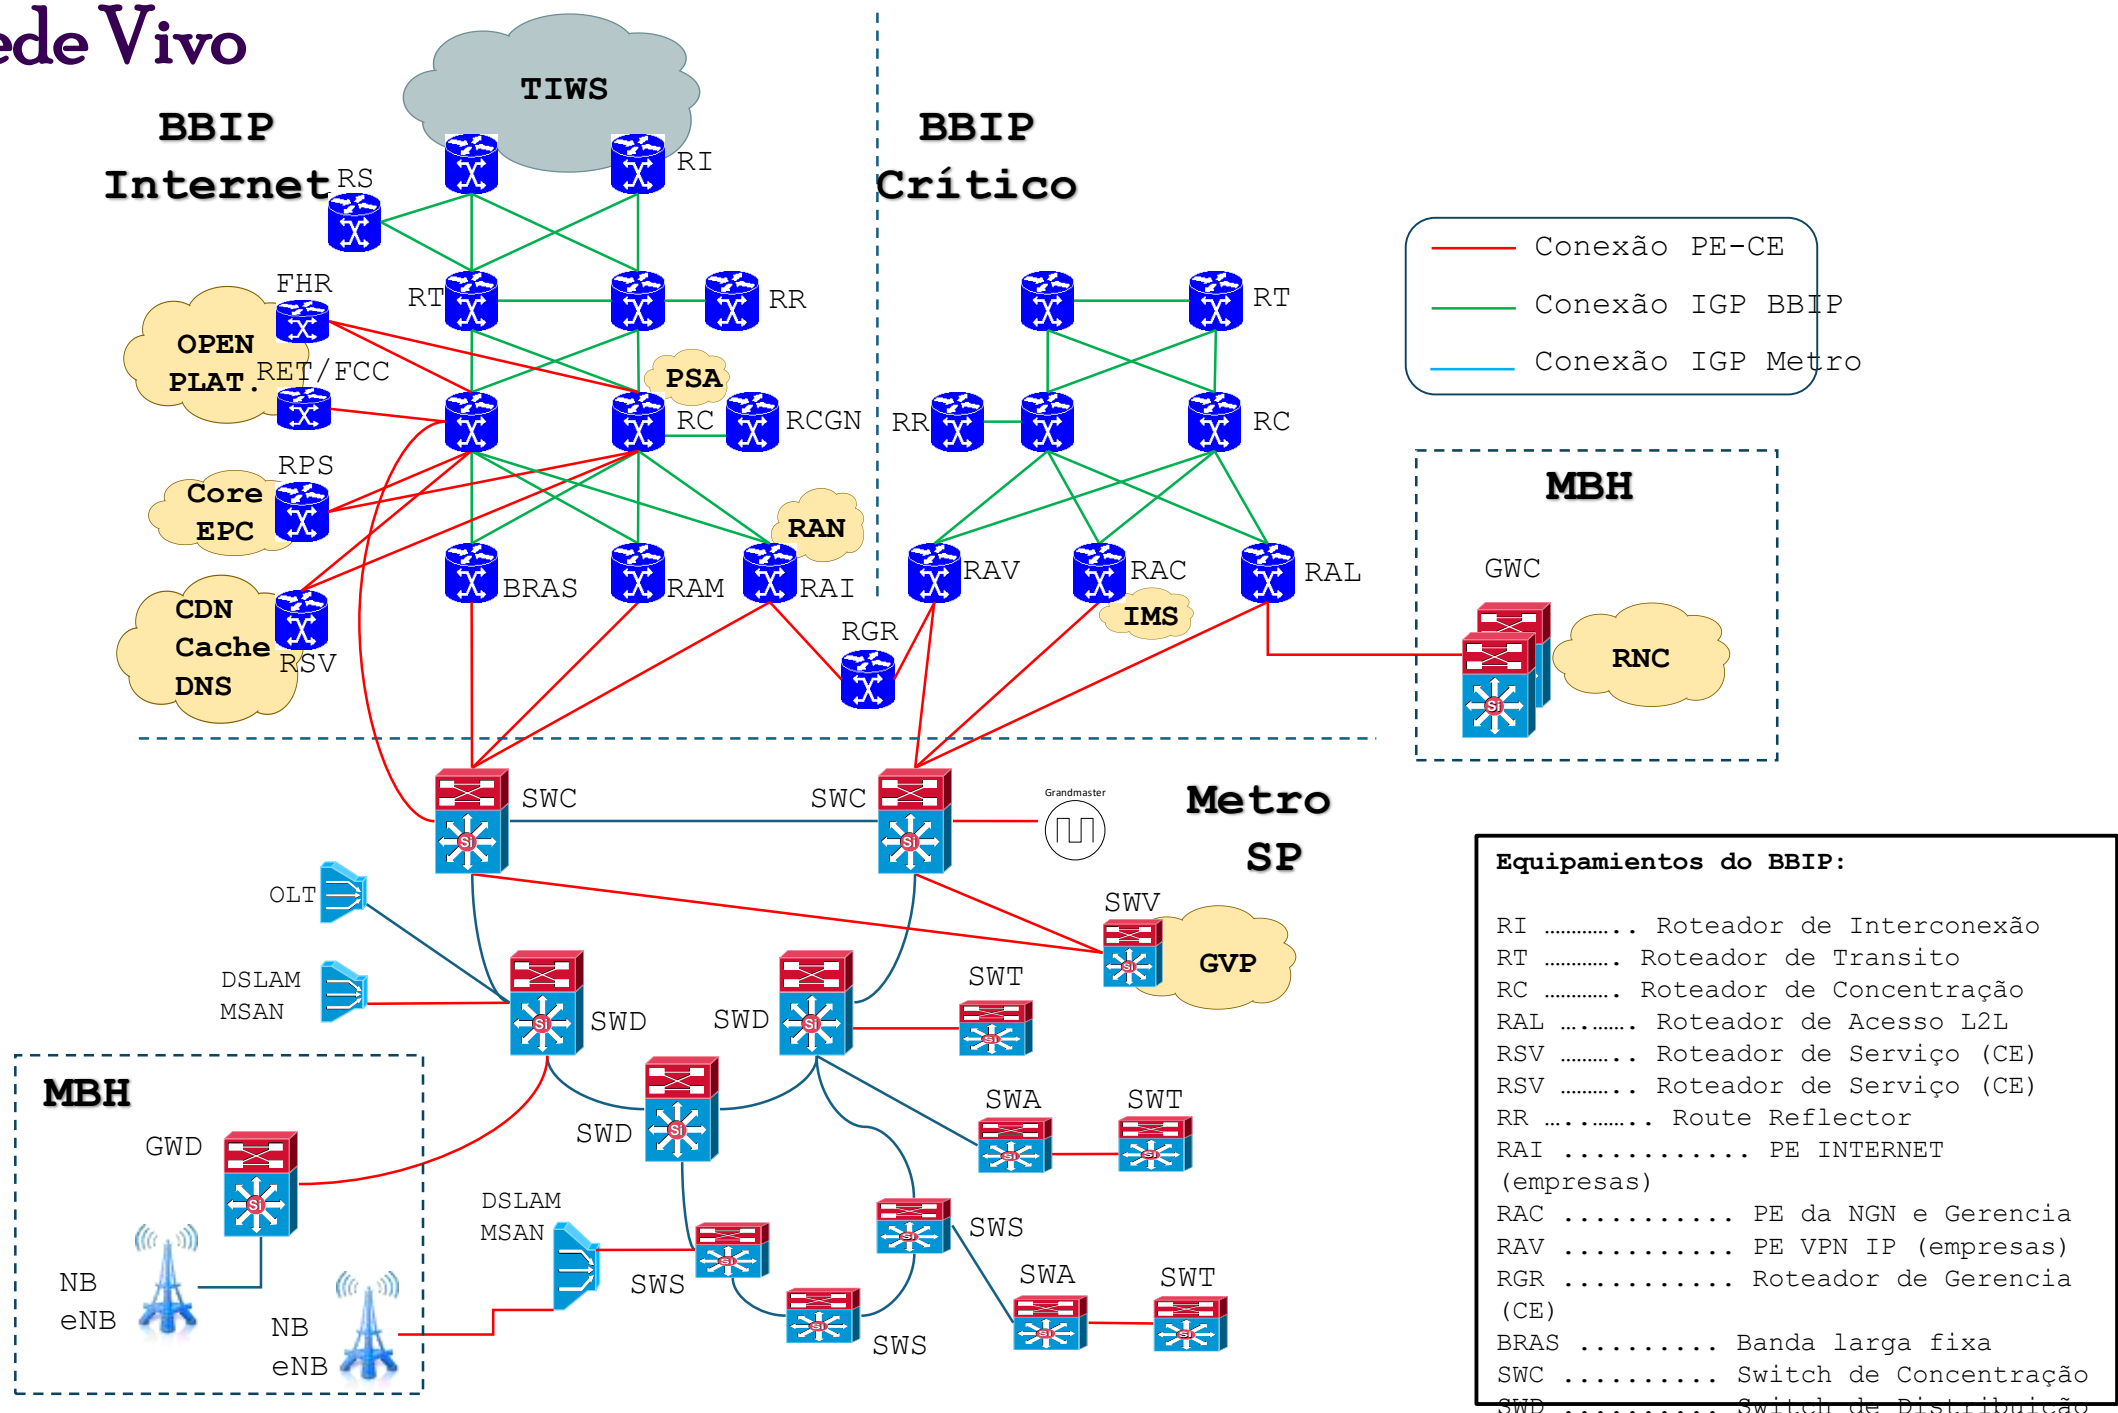 ede Vivo
TIWS
BBIP
Internet
BBIP
Crítico
RI
RS
Conexão PE-CE
Conexão IGP BBIP
Conexão IGP Metro
FHR
RT
RR
RT
OPEN
PLAT.
RET/FCC
PSA
RC
RCGN
RR
RC
MBH
RPS
Core
EPC
RAN
GWC
BRAS
RAM
RAI
RAV
RAC
RAL
CDN
Cache
DNS
RSV
IMS
RGR
RNC
SWC
SWC
Grandmaster
Metro
SP
OLT
SWV
GVP
DSLAM
MSAN
SWD
SWD
SWT
MBH
GWD
SWD
SWA
SWT
DSLAM
MSAN
SWS
SWS
SWA
SWT
NB
eNB
NB
eNB
SWS
Equipamientos do BBIP:
RI ………….. Roteador de Interconexão
RT …………. Roteador de Transito
RC …………. Roteador de Concentração
RAL ….……. Roteador de Acesso L2L
RSV ……….. Roteador de Serviço (CE)
RSV ……….. Roteador de Serviço (CE)
RR …..…….. Route Reflector
RAI ............ PE INTERNET
(empresas)
RAC ........... PE da NGN e Gerencia
RAV ........... PE VPN IP (empresas)
RGR ........... Roteador de Gerencia
(CE)
BRAS ......... Banda larga fixa
SWC .......... Switch de Concentração
SWD .......... Switch de Distribuição